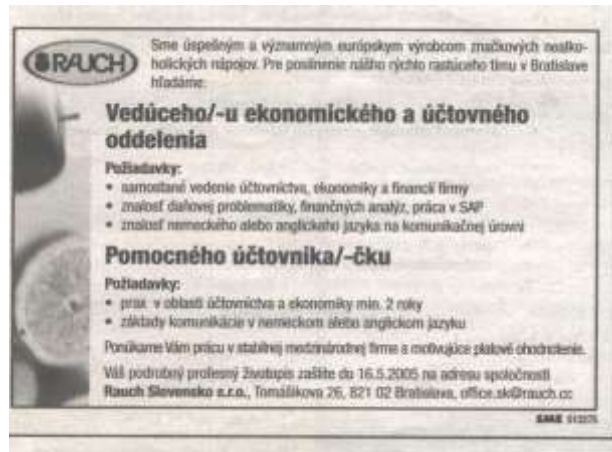 RAUCH
Sme úspešným a významným európskym výrobcom značkových nealko-
holických nápojov. Pre posilnenie nášho rýchlo rastúceho tímu v Bratislave
hľadáme:
Vedúceho/-u ekonomického a účtovného
oddelenia
Požiadavky:
• samostané vedenie účtovníctva, ekonomiky a financií firmy
• znalosť daňovej problematiky, finančných analýz, práca v SAP
• znalosť nemeckého alebo anglického jazyka na komunikačnej úrovni
Pomocného účtovníka/-čku
Požiadavky:
• prax v oblasti účtovníctva a ekonomiky min. 2 roky
• základy komunikácie v nemeckom alebo anglickom jazyku
Ponúkame Vám prácu v stabilnej medzinárodnej firme a motivujúce platové ohodnotenie.
Váš podrobný profesný životopis zašlite do 16.5.2005 na adresu spoločnosti
Rauch Slovensko s.r.o., Tomášikova 26, 821 02 Bratislava, office.sk@rauch.cc
SME